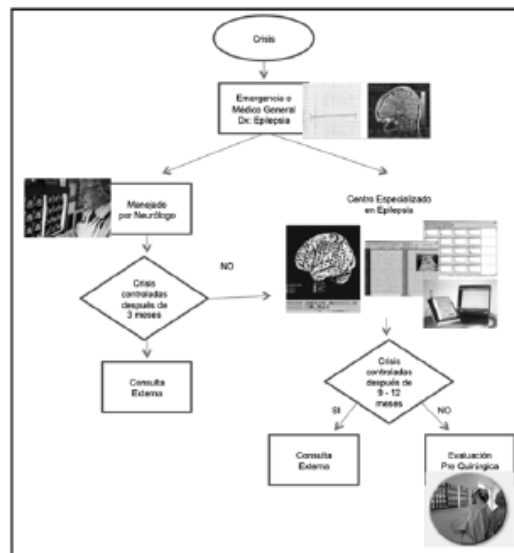 Crisis
Emergencia o
Médico General
Dx: Epilepsia
Manejado
por Neurólogo
Centro Especializado
en Epilepsia
NO
Crisis
controladas
después de
3 meses
Consulta
Externa
Crisis
controladas
después de
9 - 12
meses
SI
NO
Consulta
Externa
Evaluación
Pre Quirúrgica